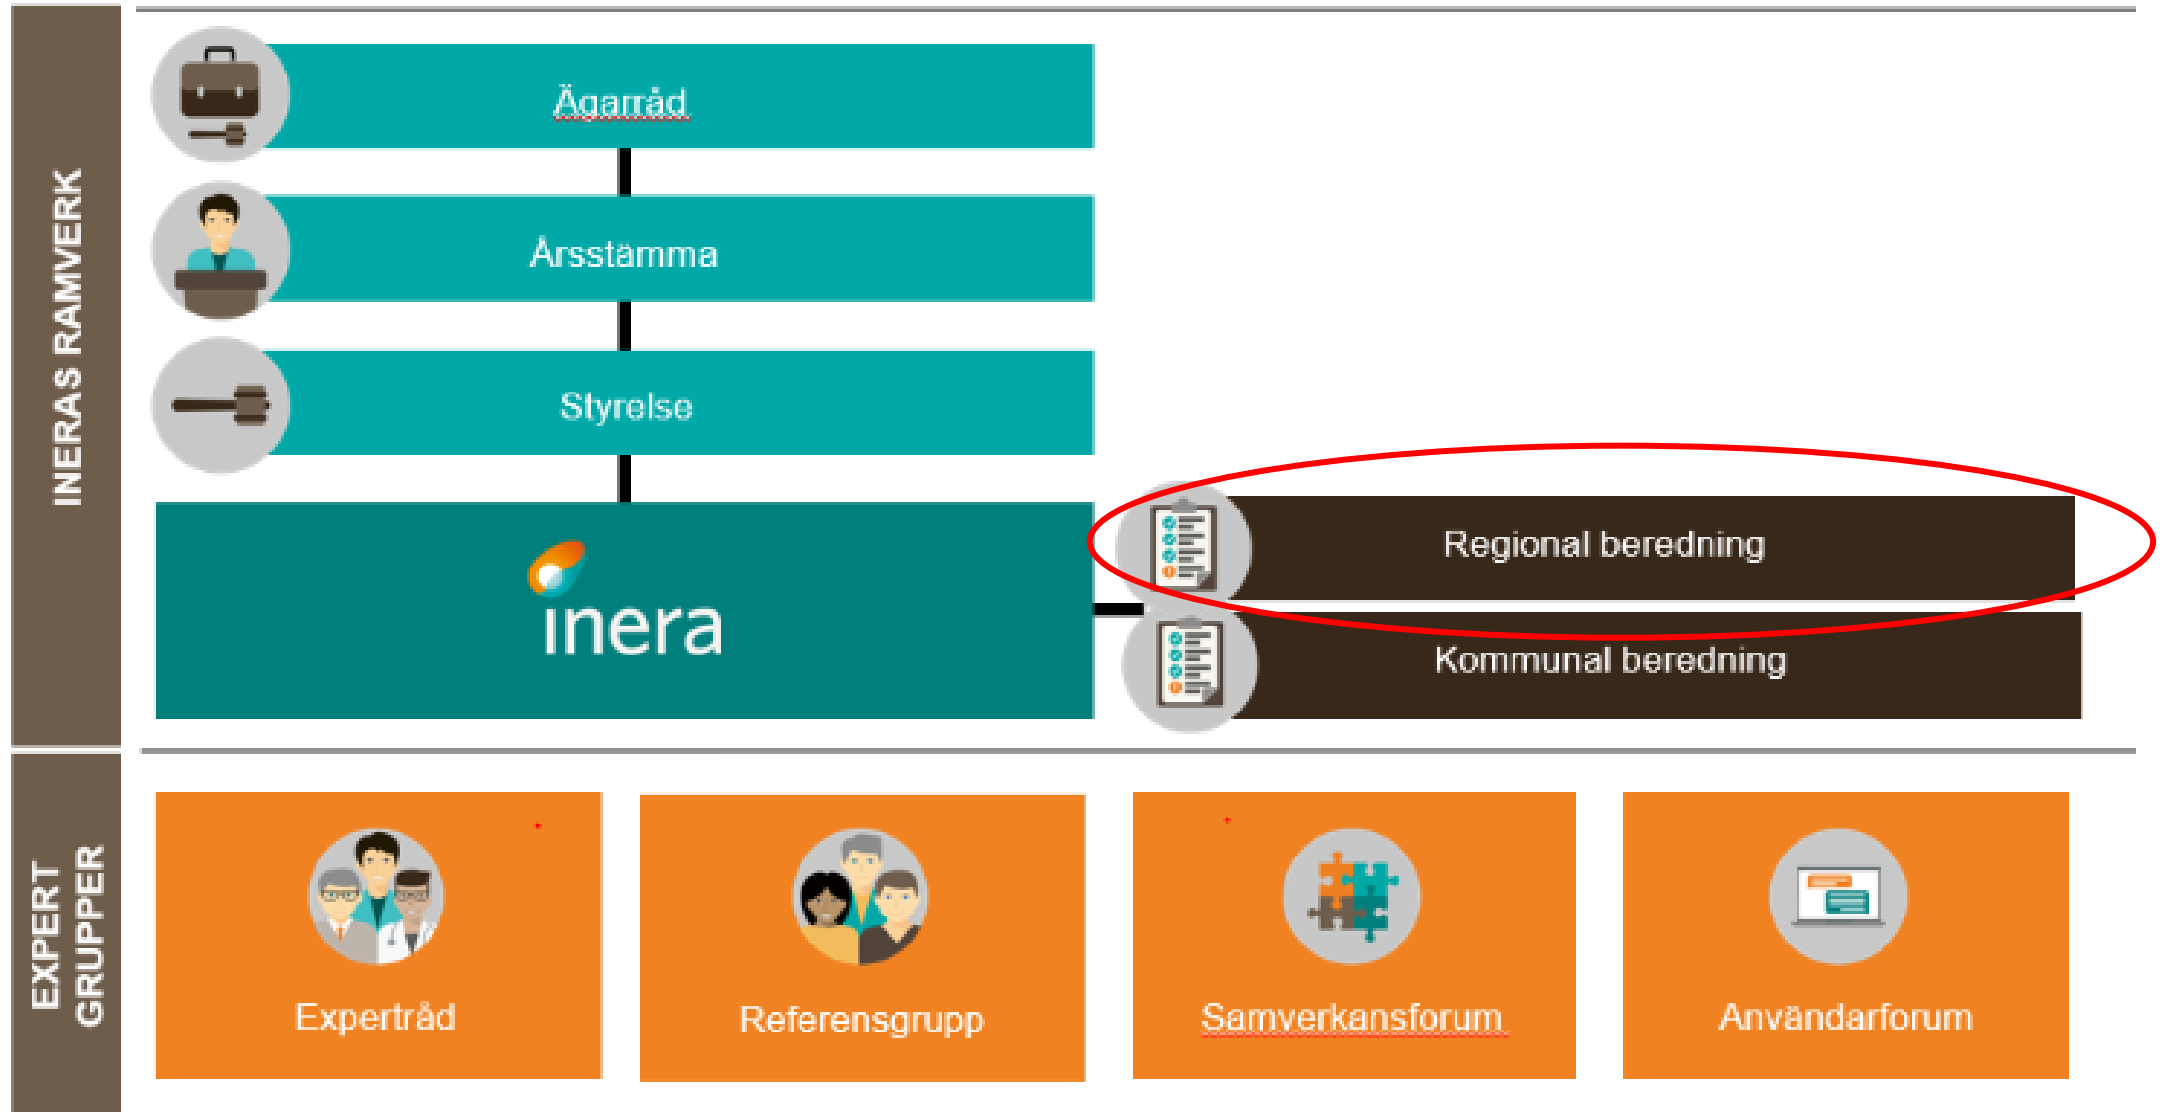 INERAS RAMVERK
Ägarråd
Årsstämma
Styrelse
inera
Regional beredning
Kommunal beredning
EXPERT
GRUPPER
Expertråd
Referensgrupp
Samverkansforum
Användarforum